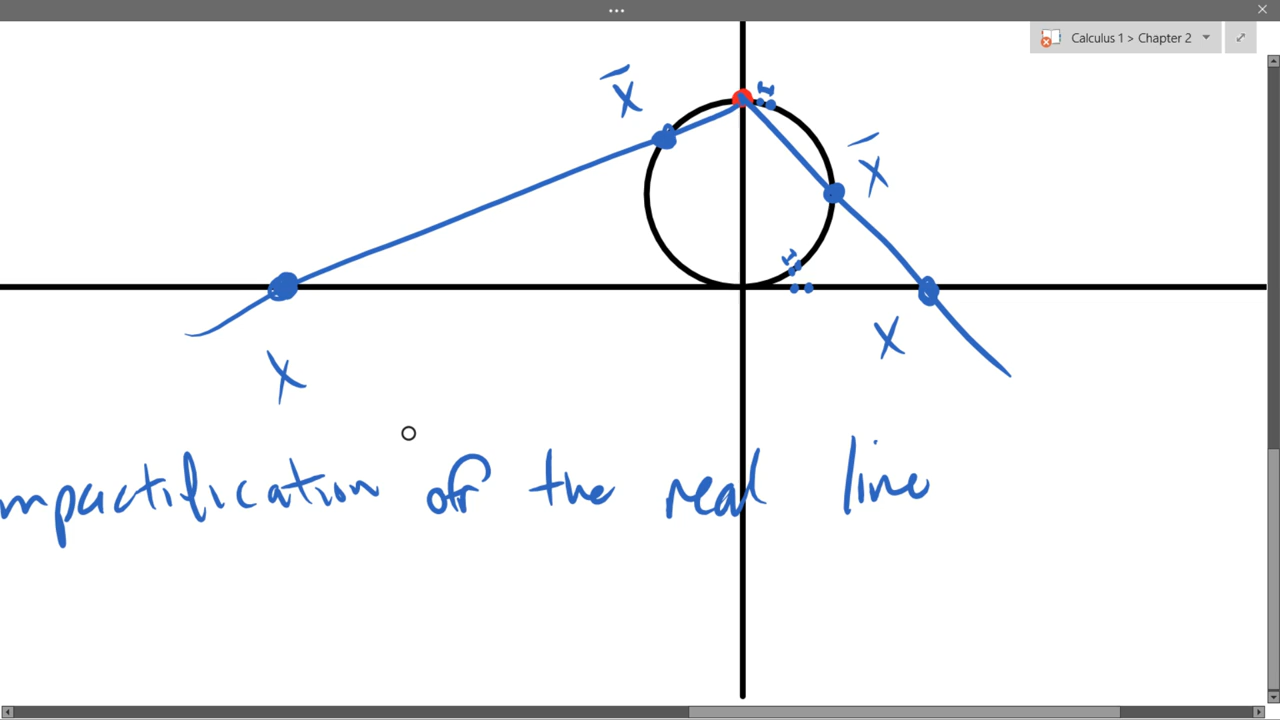 Calculus 1 > Chapter 2
x̄
x̄
x
x
mpactification of the real line